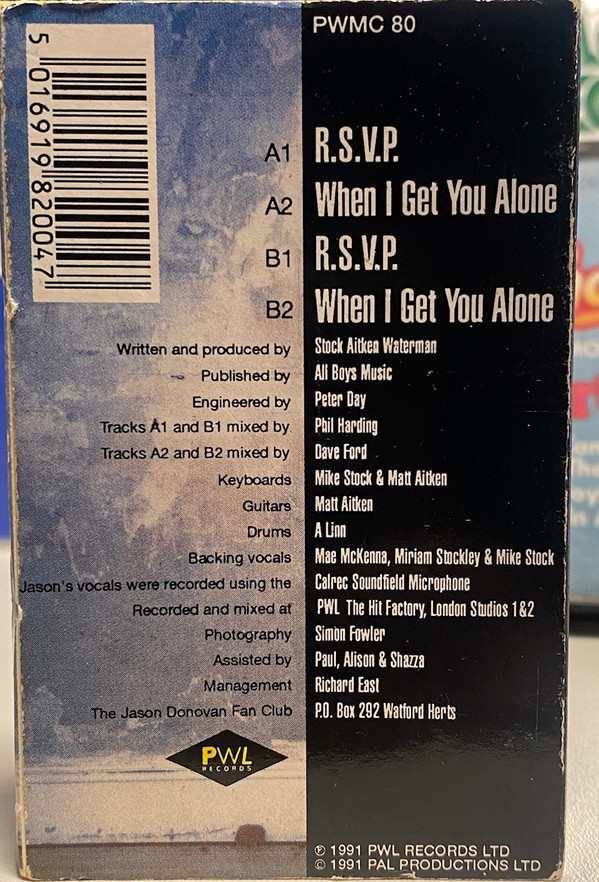 PWMC 80
5 016919 820047
A1 R.S.V.P.
A2 When I Get You Alone
B1 R.S.V.P.
B2 When I Get You Alone
Written and produced by Stock Aitken Waterman
Published by All Boys Music
Engineered by Peter Day
Tracks A1 and B1 mixed by Phil Harding
Tracks A2 and B2 mixed by Dave Ford
Keyboards Mike Stock & Matt Aitken
Guitars Matt Aitken
Drums A Linn
Backing vocals Mae McKenna, Miriam Stockley & Mike Stock
Jason's vocals were recorded using the Calrec Soundfield Microphone
Recorded and mixed at PWL The Hit Factory, London Studios 1&2
Photography Simon Fowler
Assisted by Paul, Alison & Shazza
Management Richard East
The Jason Donovan Fan Club P.O. Box 292 Watford Herts
PWL
RECORDS
℗ 1991 PWL RECORDS LTD
© 1991 PAL PRODUCTIONS LTD